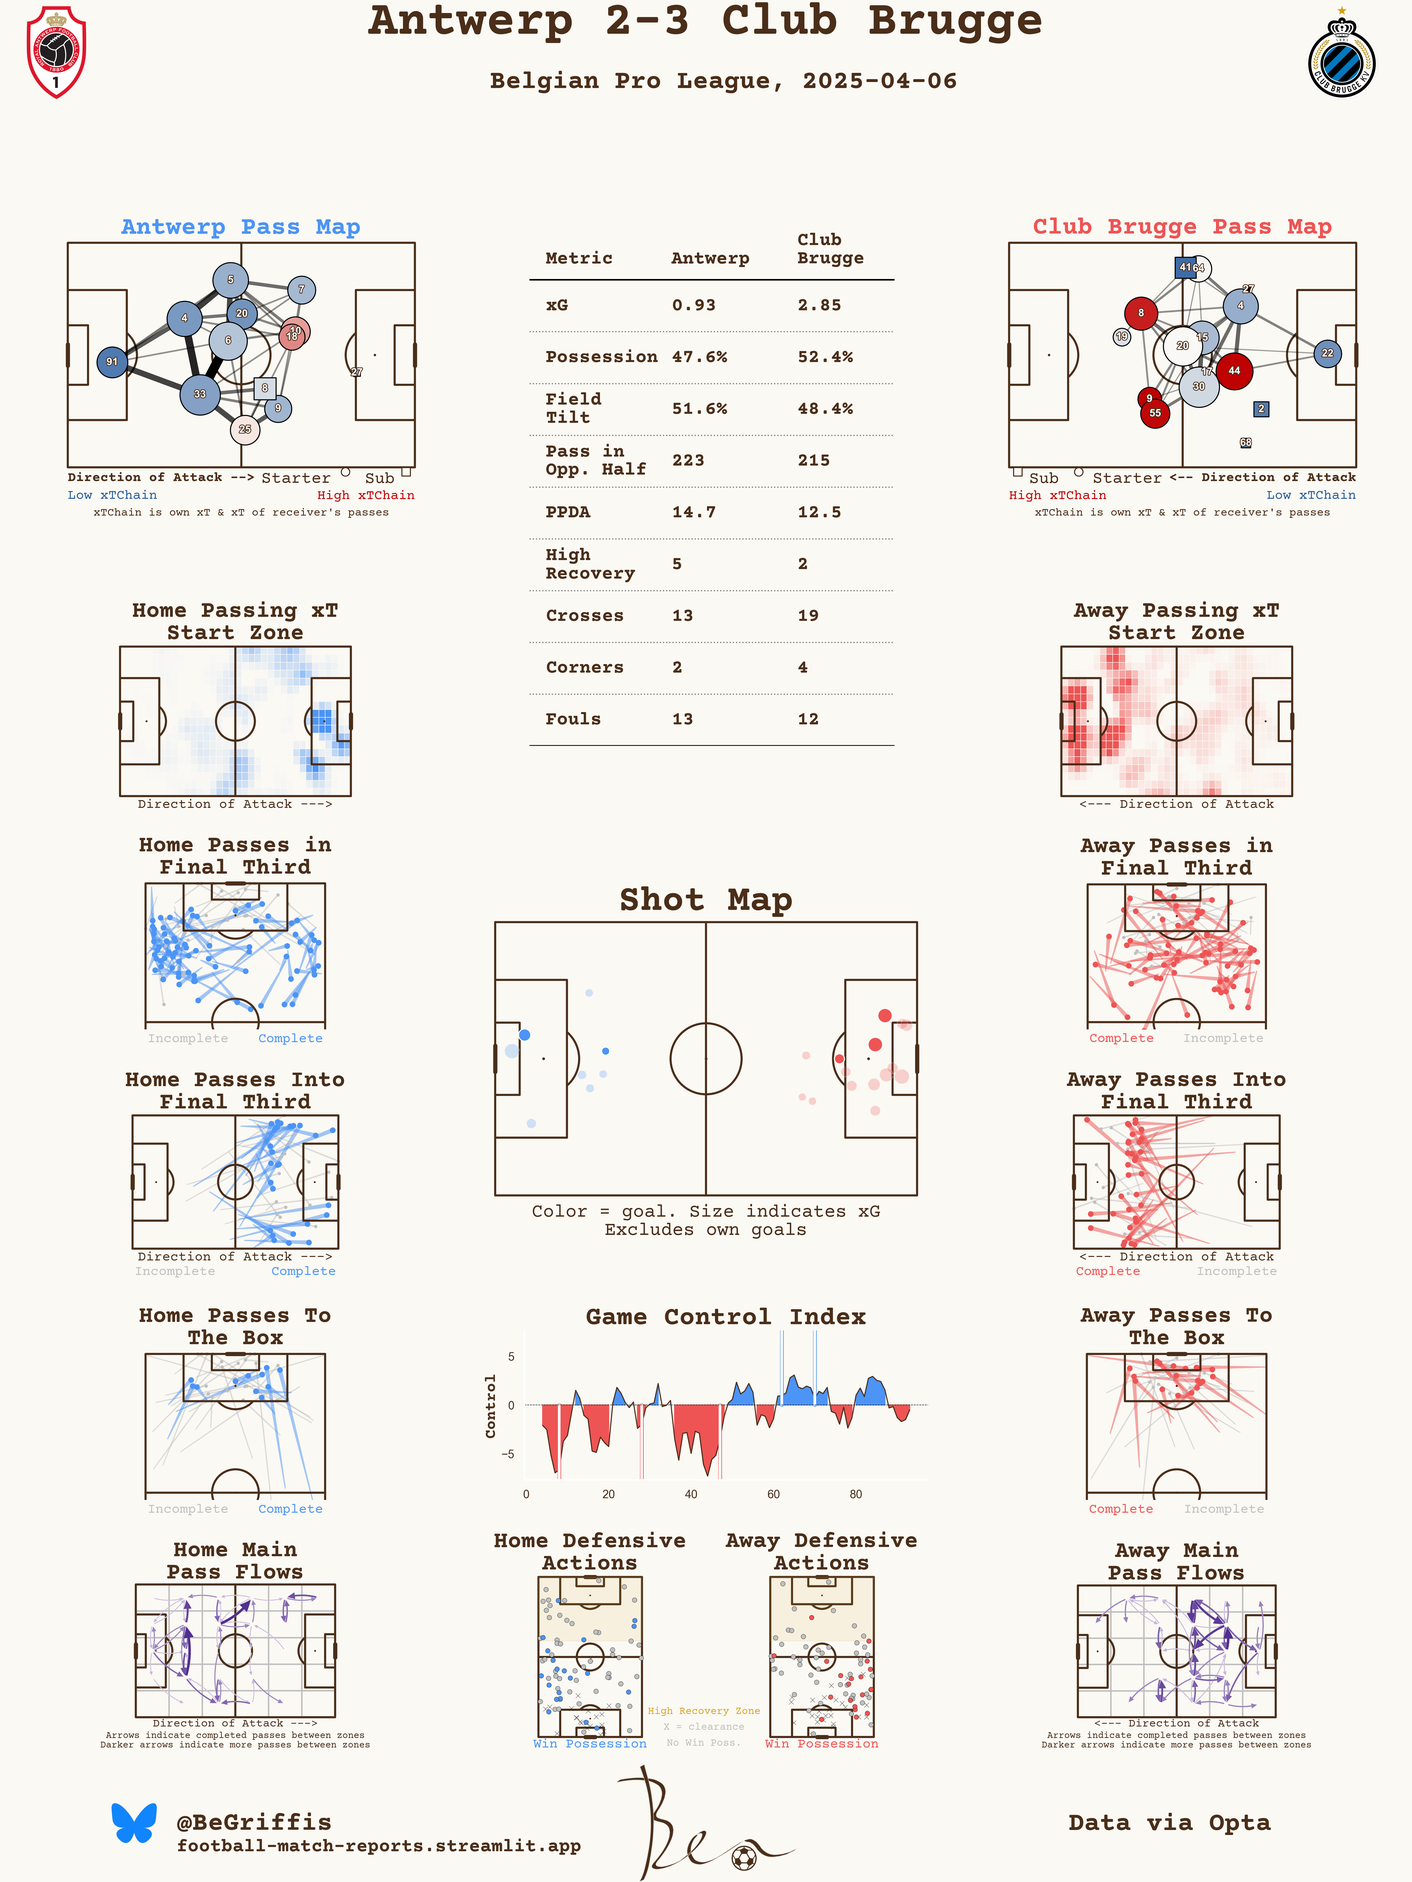 Antwerp 2-3 Club Brugge
Belgian Pro League, 2025-04-06
ANTWERP FOOTBALL CLUB
1880
1
CLUB BRUGGE KV
1891
Antwerp Pass Map
5
7
4
20
6
10
18
91
27
33
8
9
25
Direction of Attack --> Starter Sub
Low xTChain High xTChain
xTChain is own xT & xT of receiver's passes
Metric Antwerp Club Brugge
xG 0.93 2.85
Possession 47.6% 52.4%
Field Tilt 51.6% 48.4%
Pass in Opp. Half 223 215
PPDA 14.7 12.5
High Recovery 5 2
Crosses 13 19
Corners 2 4
Fouls 13 12
Club Brugge Pass Map
41
64
27
4
8
19
15
20
22
17
44
30
9
55
2
68
Sub Starter <-- Direction of Attack
High xTChain Low xTChain
xTChain is own xT & xT of receiver's passes
Home Passing xT
Start Zone
Direction of Attack --->
Away Passing xT
Start Zone
<--- Direction of Attack
Home Passes in
Final Third
Incomplete Complete
Away Passes in
Final Third
Complete Incomplete
Shot Map
Color = goal. Size indicates xG
Excludes own goals
Home Passes Into
Final Third
Direction of Attack --->
Incomplete Complete
Away Passes Into
Final Third
<--- Direction of Attack
Complete Incomplete
Home Passes To
The Box
Incomplete Complete
Game Control Index
Control
5
0
−5
0 20 40 60 80
Away Passes To
The Box
Complete Incomplete
Home Main
Pass Flows
Direction of Attack --->
Arrows indicate completed passes between zones
Darker arrows indicate more passes between zones
Home Defensive
Actions
Win Possession
Away Defensive
Actions
Win Possession
High Recovery Zone
X = clearance
No Win Poss.
Away Main
Pass Flows
<--- Direction of Attack
Arrows indicate completed passes between zones
Darker arrows indicate more passes between zones
@BeGriffis
football-match-reports.streamlit.app
Ben
Data via Opta